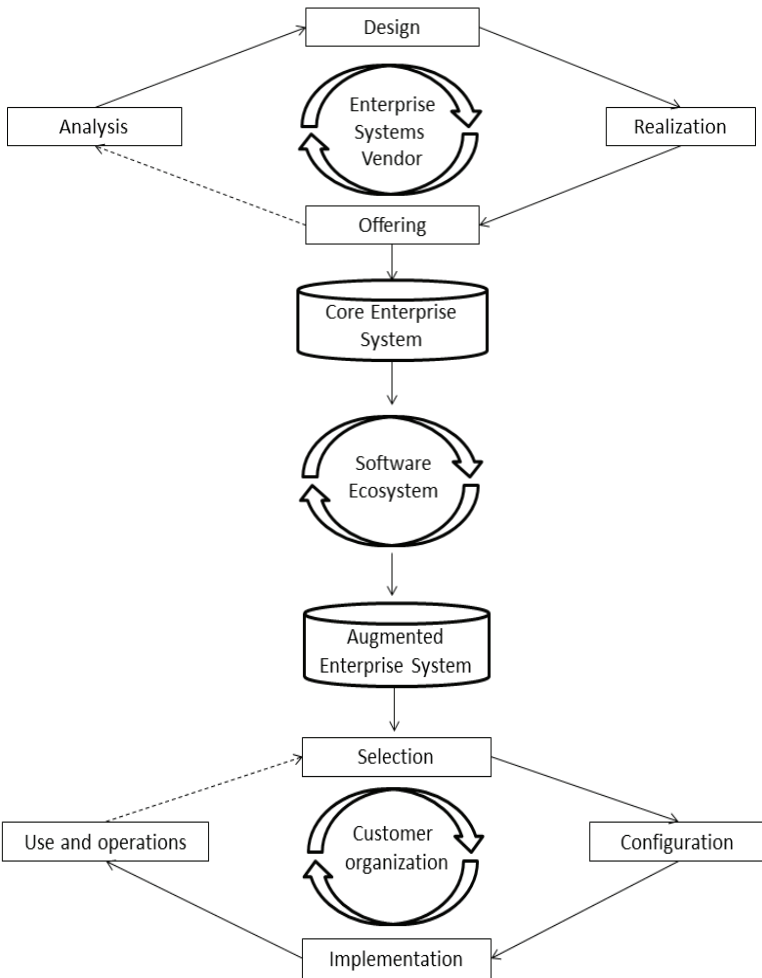 Design
Enterprise
Systems
Vendor
Analysis
Realization
Offering
Core Enterprise
System
Software
Ecosystem
Augmented
Enterprise System
Selection
Use and operations
Customer
organization
Configuration
Implementation